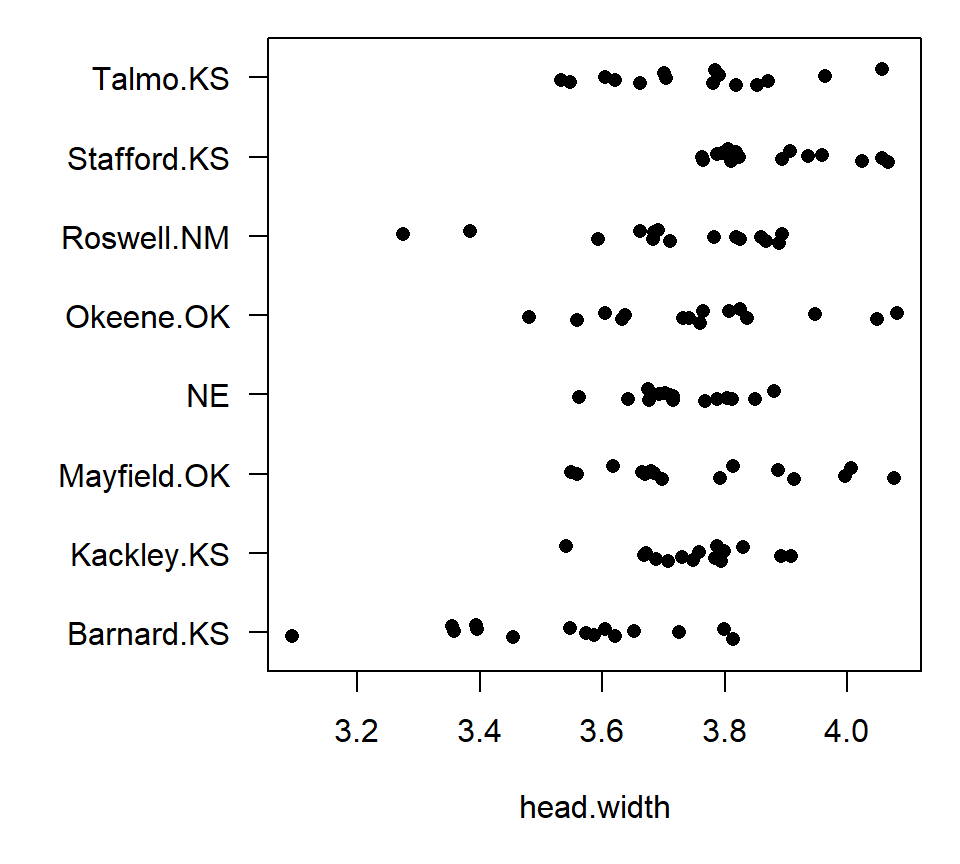 Talmo.KS
Stafford.KS
Roswell.NM
Okeene.OK
NE
Mayfield.OK
Kackley.KS
Barnard.KS
3.2 3.4 3.6 3.8 4.0
head.width